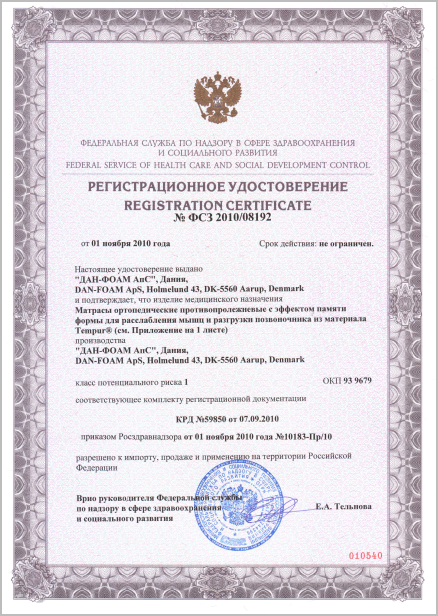 ФЕДЕРАЛЬНАЯ СЛУЖБА ПО НАДЗОРУ В СФЕРЕ ЗДРАВООХРАНЕНИЯ
И СОЦИАЛЬНОГО РАЗВИТИЯ
FEDERAL SERVICE OF HEALTH CARE AND SOCIAL DEVELOPMENT CONTROL
РЕГИСТРАЦИОННОЕ УДОСТОВЕРЕНИЕ
REGISTRATION CERTIFICATE
№ ФСЗ 2010/08192
от 01 ноября 2010 года Срок действия: не ограничен.
Настоящее удостоверение выдано
"ДАН-ФОАМ АпС", Дания,
DAN-FOAM ApS, Holmelund 43, DK-5560 Aarup, Denmark
и подтверждает, что изделие медицинского назначения
Матрасы ортопедические противопролежневые с эффектом памяти
формы для расслабления мышц и разгрузки позвоночника из материала
Tempur® (см. Приложение на 1 листе)
производства
"ДАН-ФОАМ АпС", Дания,
DAN-FOAM ApS, Holmelund 43, DK-5560 Aarup, Denmark
класс потенциального риска 1 ОКП 93 9679
соответствующее комплекту регистрационной документации
КРД №59850 от 07.09.2010
приказом Росздравнадзора от 01 ноября 2010 года №10183-Пр/10
разрешено к импорту, продаже и применению на территории Российской
Федерации
Врио руководителя Федеральной службы
по надзору в сфере здравоохранения
и социального развития Е.А. Тельнова
010540